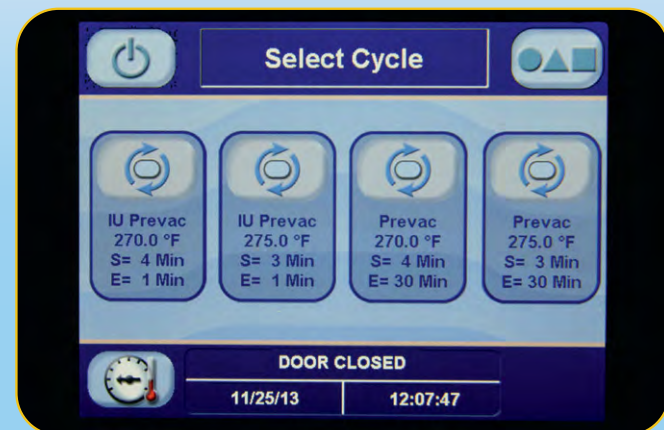 Select Cycle
IU Prevac
270.0 °F
S= 4 Min
E= 1 Min
IU Prevac
275.0 °F
S= 3 Min
E= 1 Min
Prevac
270.0 °F
S= 4 Min
E= 30 Min
Prevac
275.0 °F
S= 3 Min
E= 30 Min
DOOR CLOSED
11/25/13
12:07:47